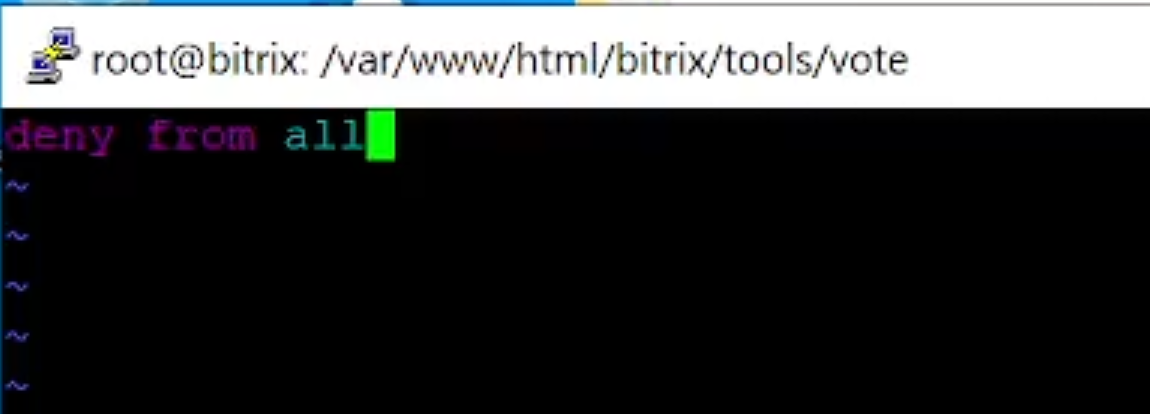 root@bitrix: /var/www/html/bitrix/tools/vote
deny from all
~
~
~
~
~